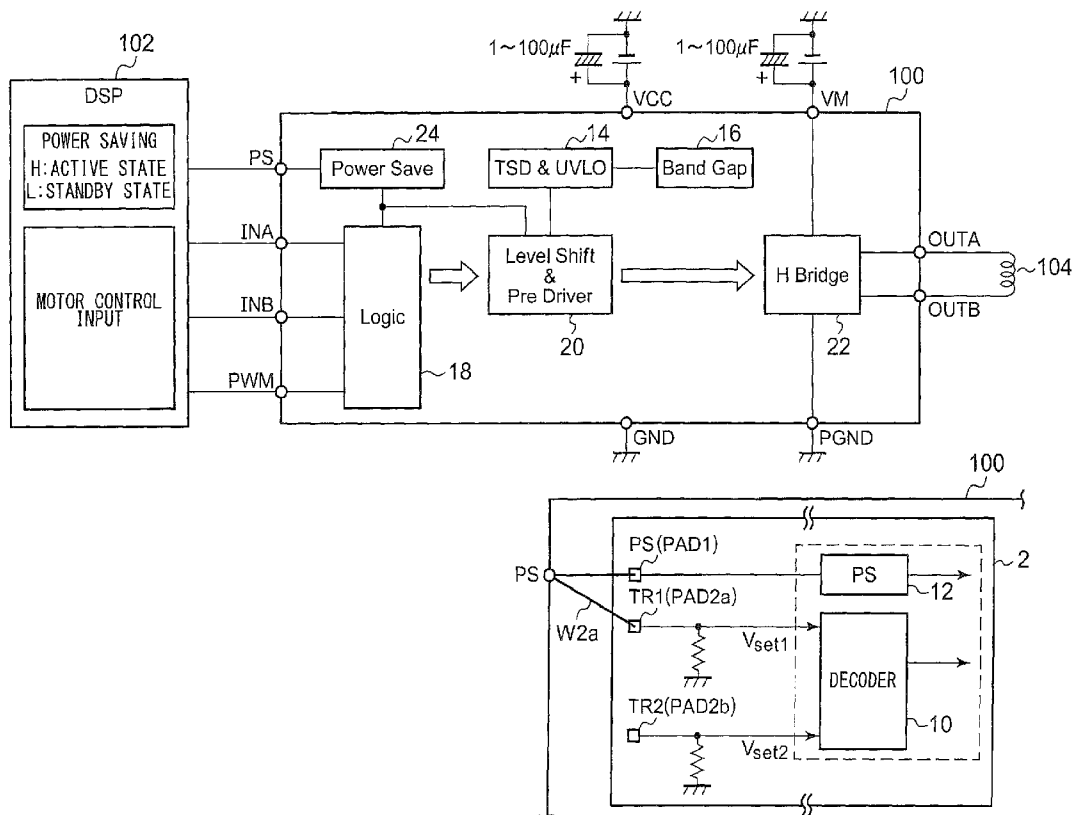 102
DSP
POWER SAVING
H:ACTIVE STATE
L:STANDBY STATE
MOTOR CONTROL
INPUT
PS
INA
INB
PWM
1~100μF
+
VCC
1~100μF
+
VM
100
24
Power Save
14
TSD & UVLO
16
Band Gap
Logic
18
Level Shift
&
Pre Driver
20
H Bridge
22
OUTA
OUTB
104
GND
PGND
100
PS
W2a
PS(PAD1)
TR1(PAD2a)
Vset1
TR2(PAD2b)
Vset2
PS
12
DECODER
10
2